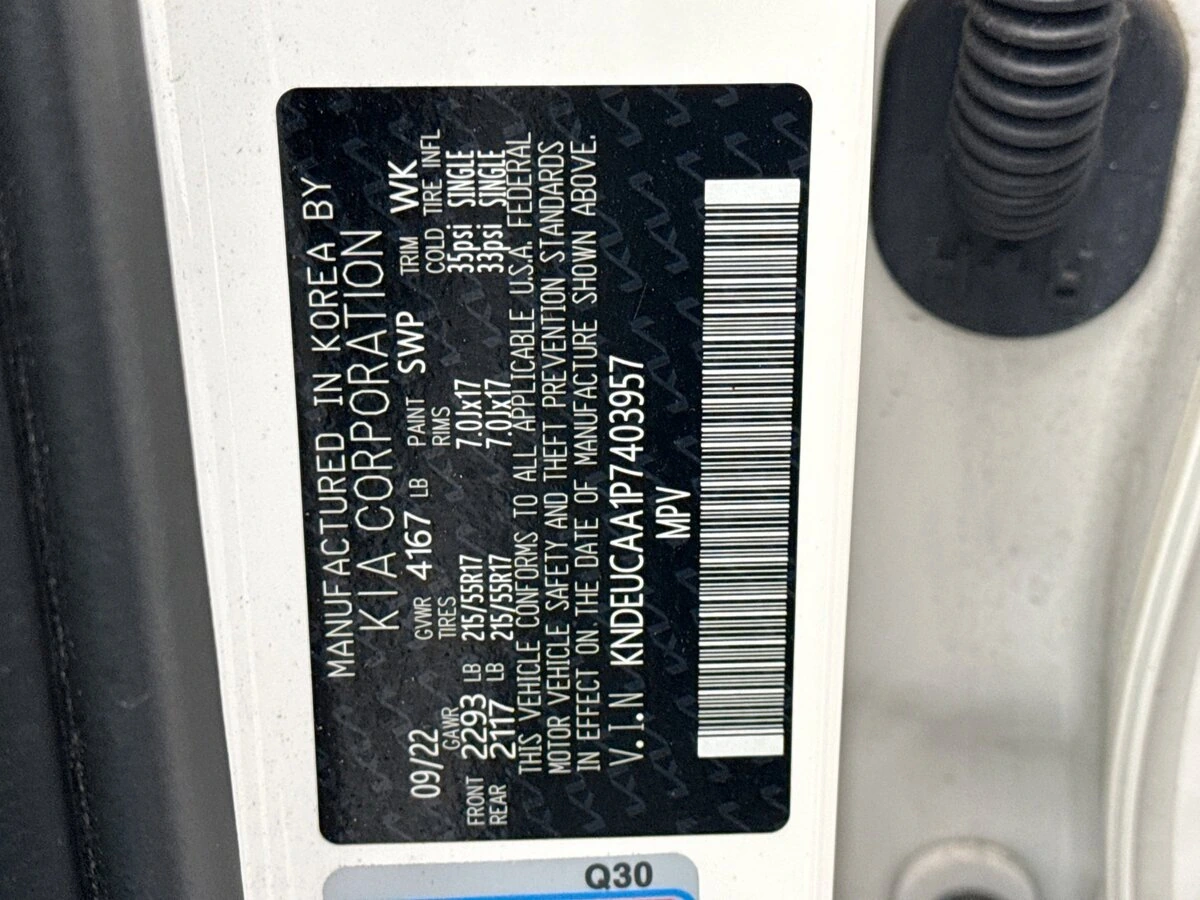 MANUFACTURED IN KOREA BY
KIA CORPORATION
09/22 GVWR 4167 LB PAINT SWP TRIM WK
GAWR TIRES RIMS COLD TIRE INFL
FRONT 2293 LB 215/55R17 7.0Jx17 35psi SINGLE
REAR 2117 LB 215/55R17 7.0Jx17 33psi SINGLE
THIS VEHICLE CONFORMS TO ALL APPLICABLE U.S.A. FEDERAL
MOTOR VEHICLE SAFETY AND THEFT PREVENTION STANDARDS
IN EFFECT ON THE DATE OF MANUFACTURE SHOWN ABOVE.
V.I.N KNDEUCAA1P7403957
MPV
Q30